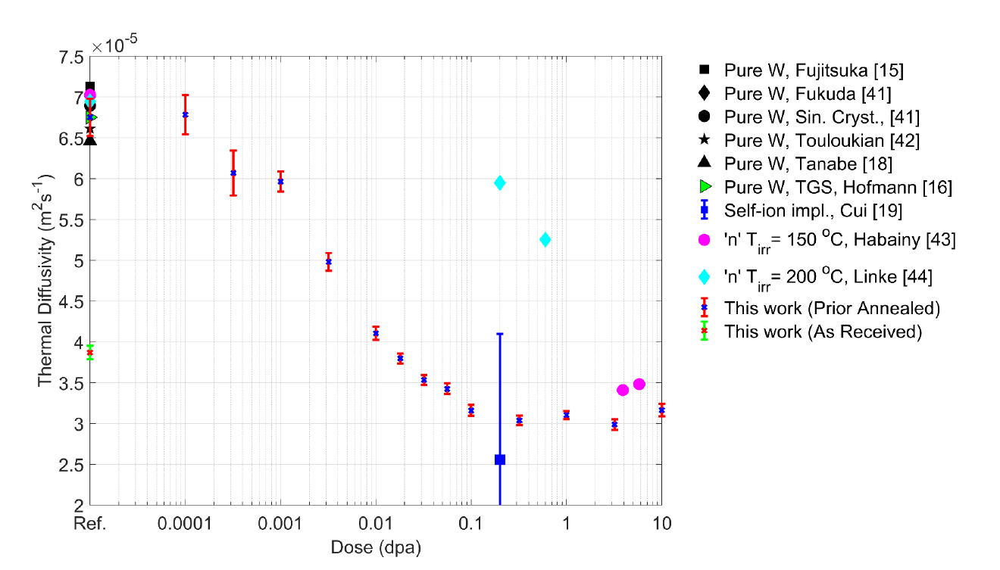 ×10-5
7.5
7
6.5
6
5.5
5
4.5
4
3.5
3
2.5
2
Thermal Diffusivity (m2s-1)
Ref. 0.0001 0.001 0.01 0.1 1 10
Dose (dpa)
Pure W, Fujitsuka [15]
Pure W, Fukuda [41]
Pure W, Sin. Cryst., [41]
Pure W, Touloukian [42]
Pure W, Tanabe [18]
Pure W, TGS, Hofmann [16]
Self-ion impl., Cui [19]
'n' Tirr= 150 oC, Habainy [43]
'n' Tirr= 200 oC, Linke [44]
This work (Prior Annealed)
This work (As Received)